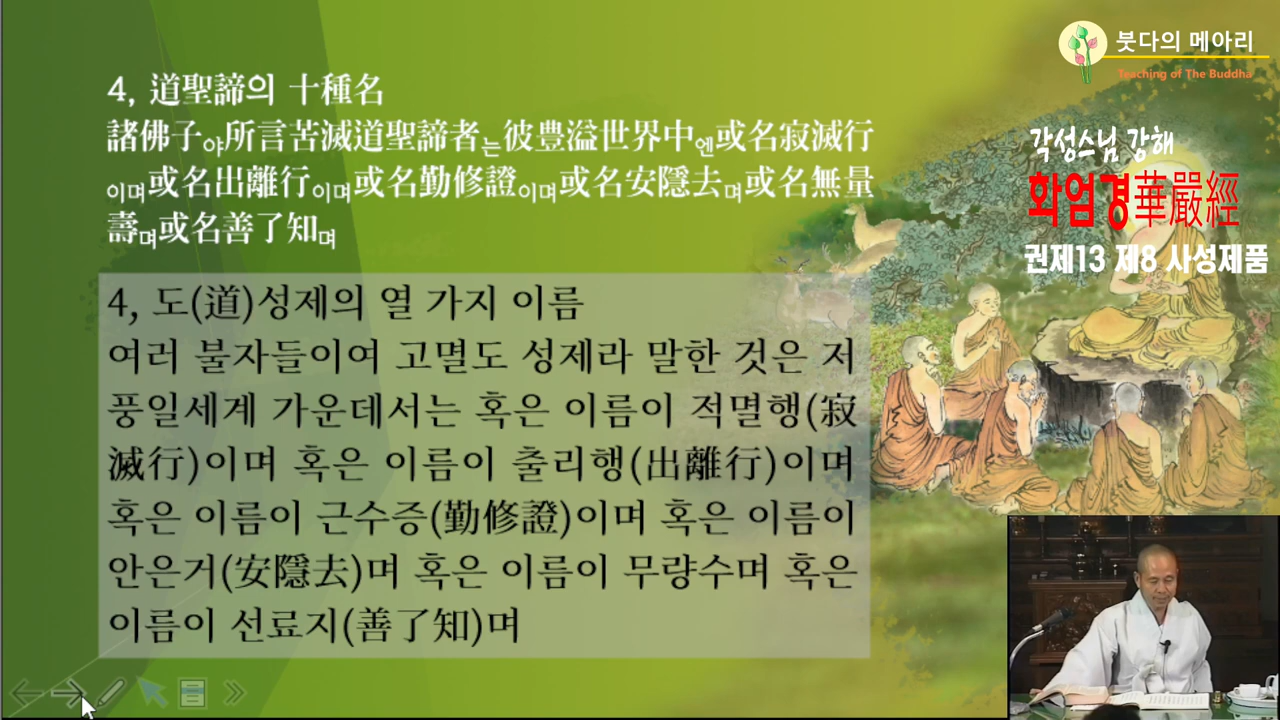 4, 道聖諦의 十種名
諸佛子야所言苦滅道聖諦者는彼豊溢世界中엔或名寂滅行
이며或名出離行이며或名勤修證이며或名安隱去며或名無量
壽며或名善了知며
4, 도(道)성제의 열 가지 이름
여러 불자들이여 고멸도 성제라 말한 것은 저
풍일세계 가운데서는 혹은 이름이 적멸행(寂
滅行)이며 혹은 이름이 출리행(出離行)이며
혹은 이름이 근수증(勤修證)이며 혹은 이름이
안은거(安隱去)며 혹은 이름이 무량수며 혹은
이름이 선료지(善了知)며
붓다의 메아리
Teaching of The Buddha
각성스님 강해
화엄경華嚴經
권제13 제8 사성제품